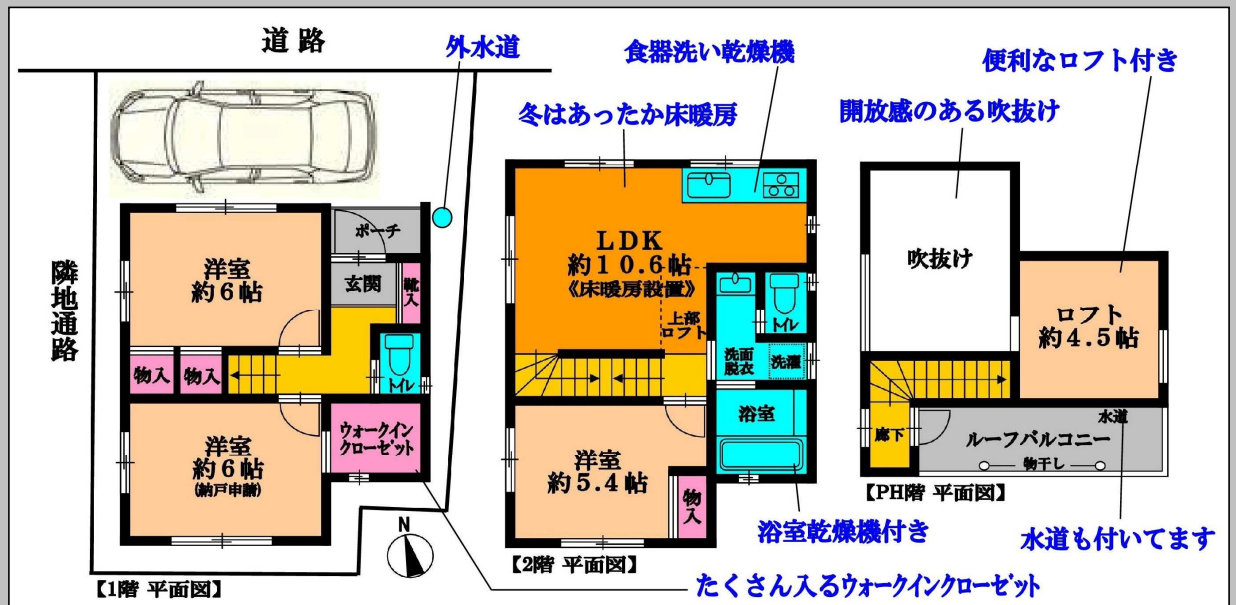 道路
外水道
食器洗い乾燥機
便利なロフト付き
冬はあったか床暖房
開放感のある吹抜け
隣地通路
洋室
約6帖
ポーチ
玄関
靴入
物入
物入
トイレ
洋室
約6帖
(納戸申請)
ウォークイン
クローゼット
N
【1階 平面図】
LDK
約10.6帖
《床暖房設置》
上部
ロフト
トイレ
洗面
脱衣
洗濯
浴室
洋室
約5.4帖
物入
【2階 平面図】
浴室乾燥機付き
たくさん入るウォークインクローゼット
吹抜け
ロフト
約4.5帖
廊下
水道
ルーフバルコニー
物干し
【PH階 平面図】
水道も付いてます